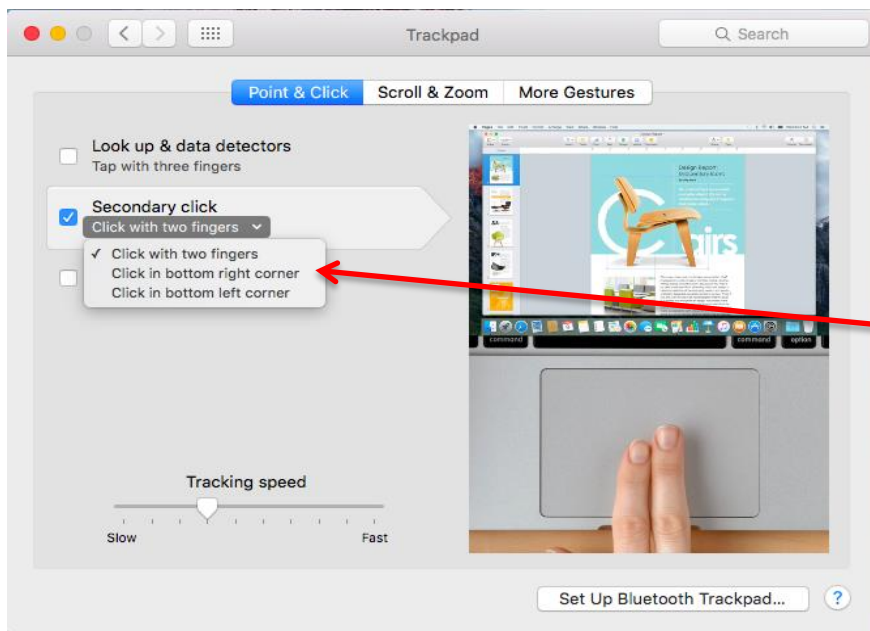 Trackpad
Search
Point & Click
Scroll & Zoom
More Gestures
Look up & data detectors
Tap with three fingers
Secondary click
Click with two fingers
✓ Click with two fingers
Click in bottom right corner
Click in bottom left corner
Tracking speed
Slow
Fast
Design Report
Chairs
command
command
option
Set Up Bluetooth Trackpad...
?